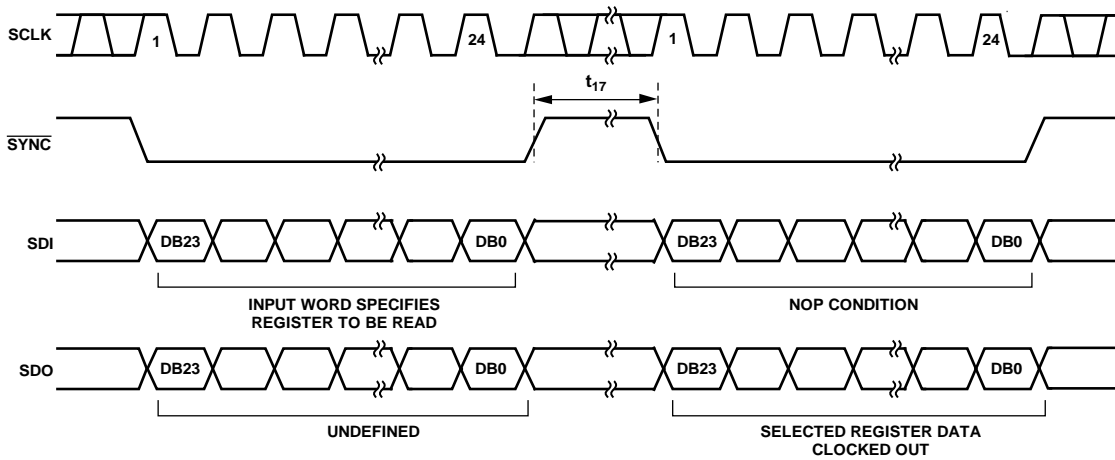 SCLK
1
24
1
24
t17
SYNC
SDI
DB23
DB0
DB23
DB0
INPUT WORD SPECIFIES
REGISTER TO BE READ
NOP CONDITION
SDO
DB23
DB0
DB23
DB0
UNDEFINED
SELECTED REGISTER DATA
CLOCKED OUT